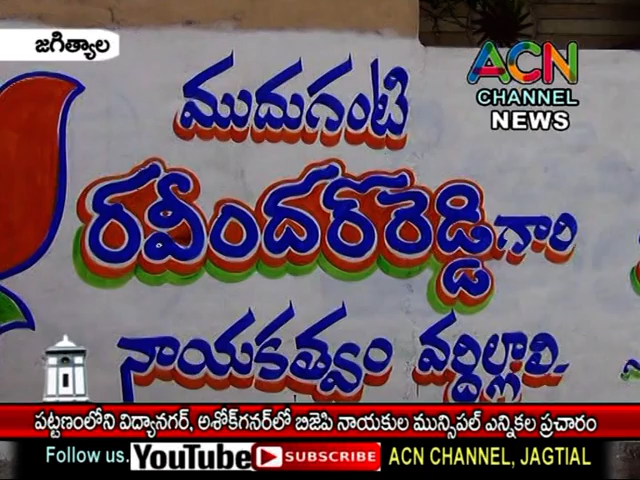 జగిత్యాల
ACN
CHANNEL
NEWS
ముదుగంటి
రవీందర్‌రెడ్డి గారి
నాయకత్వం వర్ధిల్లాలి..
పట్టణంలోని విద్యానగర్, అశోక్‌గనర్‌లో బిజెపి నాయకుల మున్సిపల్ ఎన్నికల ప్రచారం
Follow us. YouTube SUBSCRIBE ACN CHANNEL, JAGTIAL